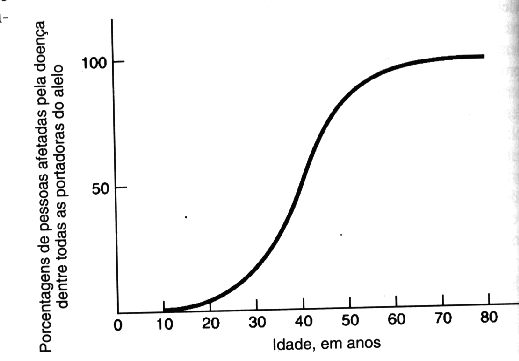 Porcentagens de pessoas afetadas pela doença
dentre todas as portadoras do alelo
100
50
0 10 20 30 40 50 60 70 80
Idade, em anos